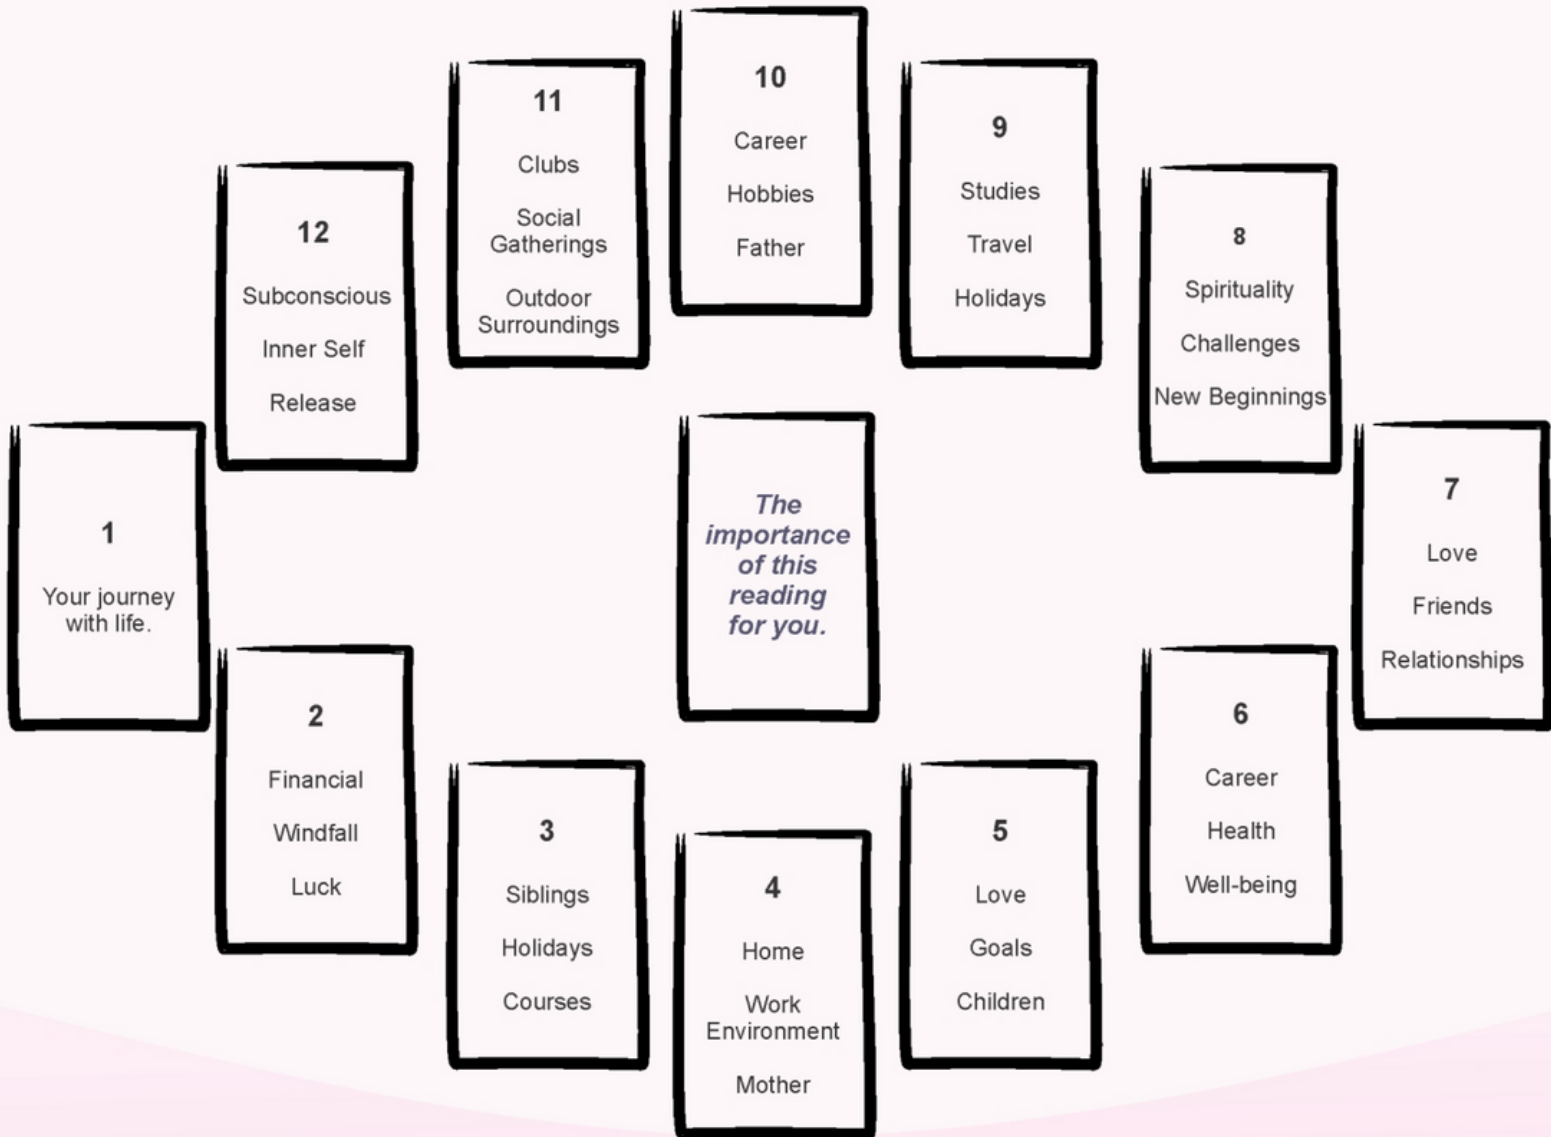 1
Your journey
with life.
2
Financial
Windfall
Luck
3
Siblings
Holidays
Courses
4
Home
Work
Environment
Mother
5
Love
Goals
Children
6
Career
Health
Well-being
7
Love
Friends
Relationships
8
Spirituality
Challenges
New Beginnings
9
Studies
Travel
Holidays
10
Career
Hobbies
Father
11
Clubs
Social
Gatherings
Outdoor
Surroundings
12
Subconscious
Inner Self
Release
The
importance
of this
reading
for you.